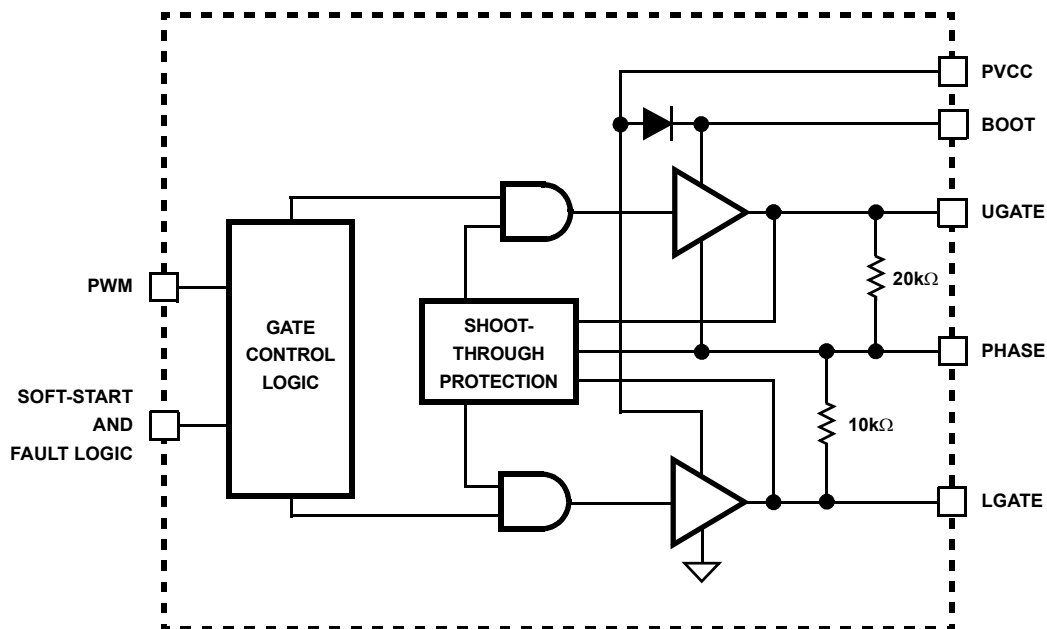 PVCC
BOOT
UGATE
20kΩ
PWM
GATE
CONTROL
LOGIC
SHOOT-
THROUGH
PROTECTION
PHASE
SOFT-START
AND
FAULT LOGIC
10kΩ
LGATE